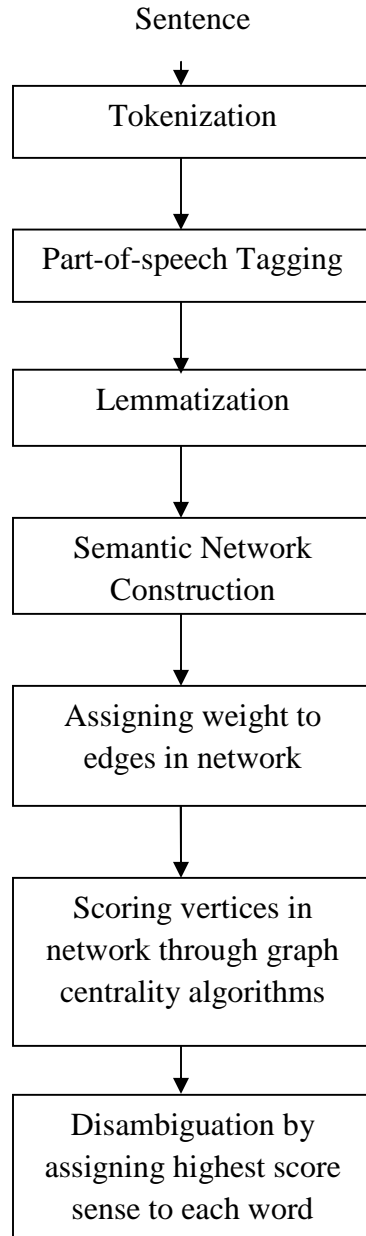 Sentence
Tokenization
Part-of-speech Tagging
Lemmatization
Semantic Network
Construction
Assigning weight to
edges in network
Scoring vertices in
network through graph
centrality algorithms
Disambiguation by
assigning highest score
sense to each word